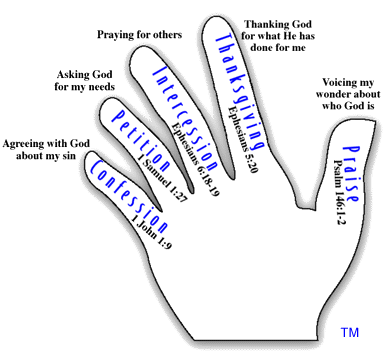 Agreeing with God
about my sin
Confession
1 John 1:9
Asking God
for my needs
Petition
1 Samuel 1:27
Praying for others
Intercession
Ephesians 6:18-19
Thanking God
for what He has
done for me
Thanksgiving
Ephesians 5:20
Voicing my
wonder about
who God is
Praise
Psalm 146:1-2
TM